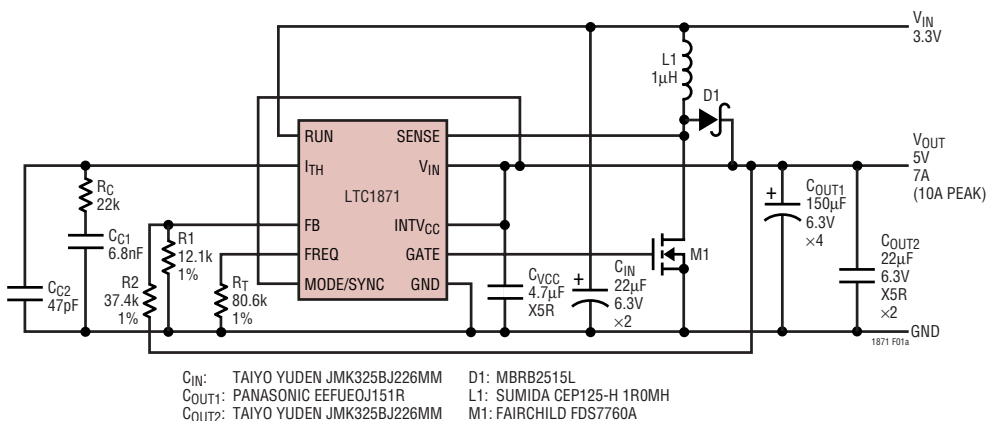 VIN
3.3V
L1
1μH
D1
RUN
SENSE
ITH
VIN
LTC1871
FB
INTVCC
FREQ
GATE
MODE/SYNC
GND
VOUT
5V
7A
(10A PEAK)
RC
22k
CC1
6.8nF
R1
12.1k
1%
CC2
47pF
R2
37.4k
1%
RT
80.6k
1%
CVCC
4.7μF
X5R
CIN
22μF
6.3V
×2
+
M1
+
COUT1
150μF
6.3V
×4
COUT2
22μF
6.3V
X5R
×2
GND
1871 F01a
CIN: TAIYO YUDEN JMK325BJ226MM
COUT1: PANASONIC EEFUEOJ151R
COUT2: TAIYO YUDEN JMK325BJ226MM
D1: MBRB2515L
L1: SUMIDA CEP125-H 1R0MH
M1: FAIRCHILD FDS7760A